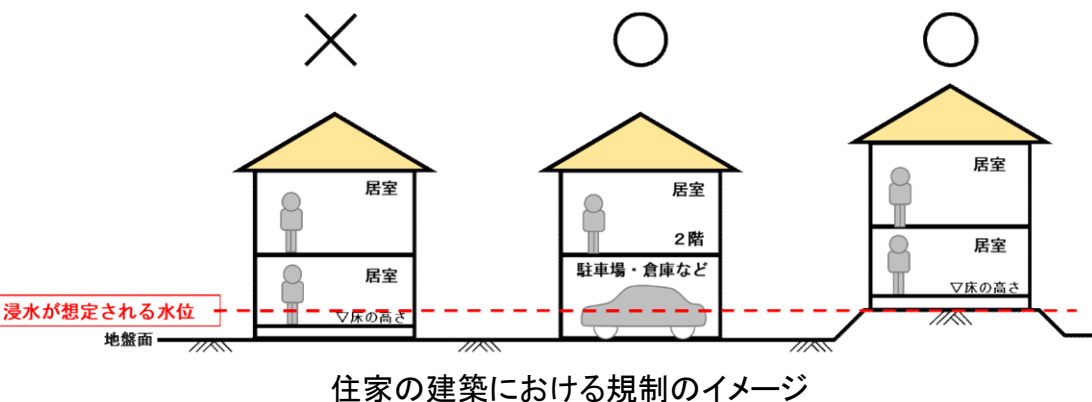 居室
居室
▽床の高さ
居室
2階
駐車場・倉庫など
居室
居室
▽床の高さ
浸水が想定される水位
地盤面
住家の建築における規制のイメージ